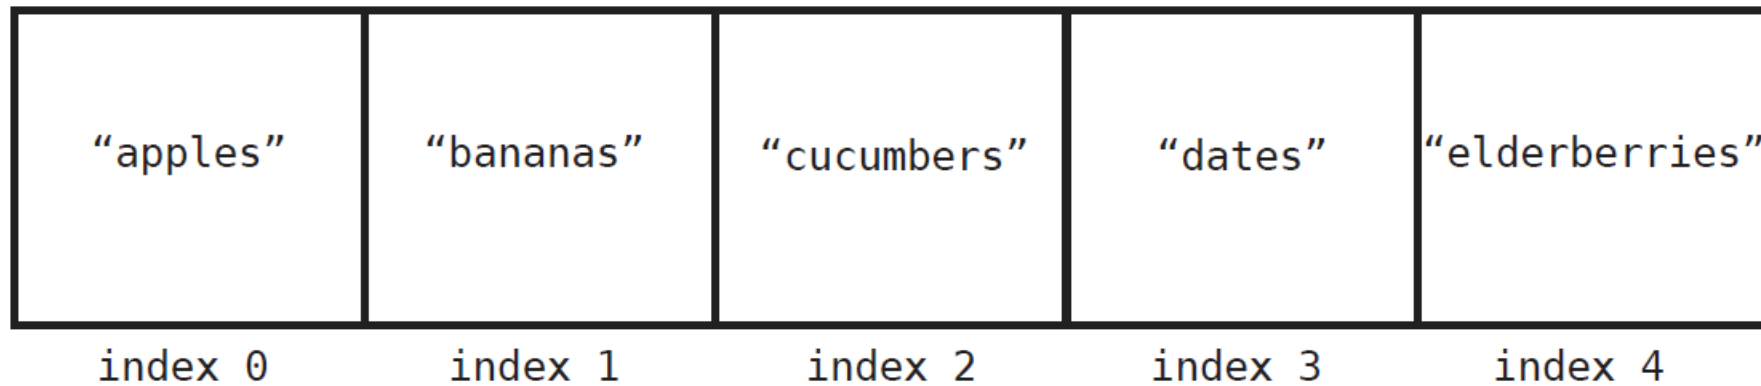 “apples” “bananas” “cucumbers” “dates” “elderberries”
index 0 index 1 index 2 index 3 index 4